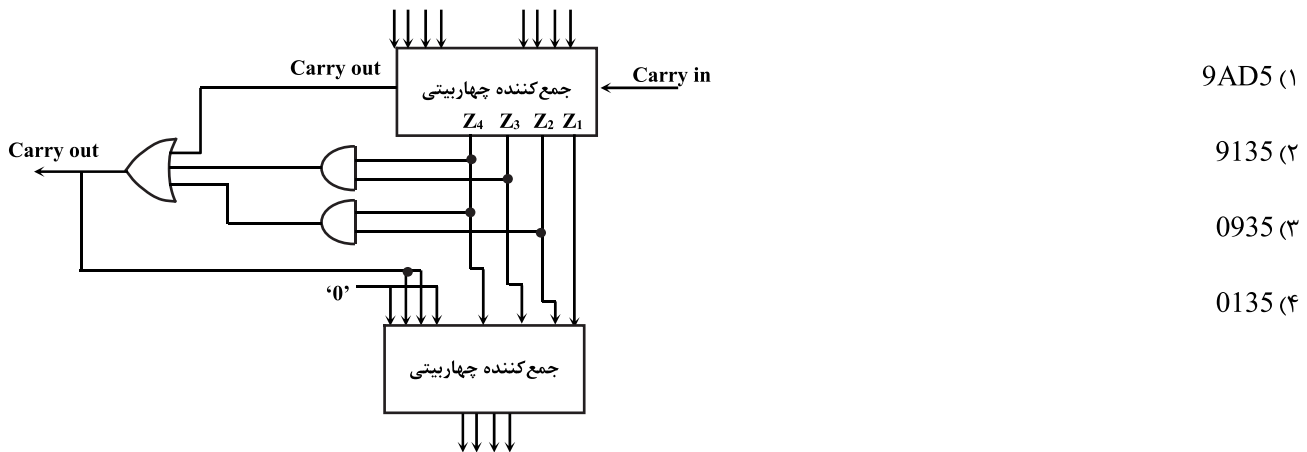 Carry out
جمع‌کننده چهاربیتی
Carry in
Z4 Z3 Z2 Z1
Carry out
‘0’
جمع‌کننده چهاربیتی
۱) 9AD5
۲) 9135
۳) 0935
۴) 0135